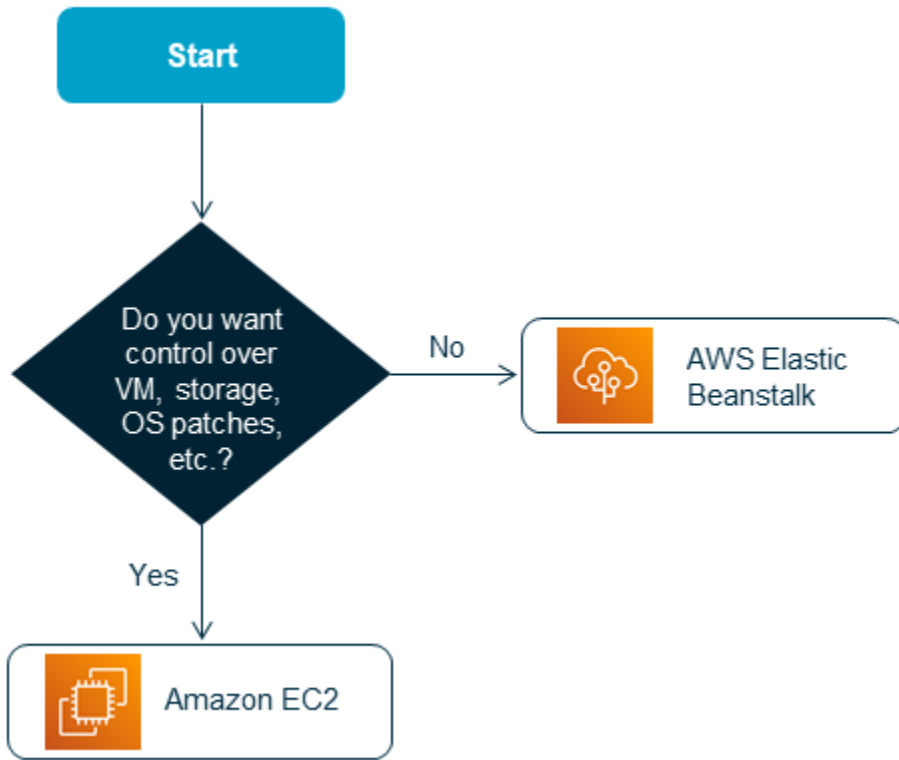 Start
Do you want
control over
VM, storage,
OS patches,
etc.?
No
AWS Elastic
Beanstalk
Yes
Amazon EC2